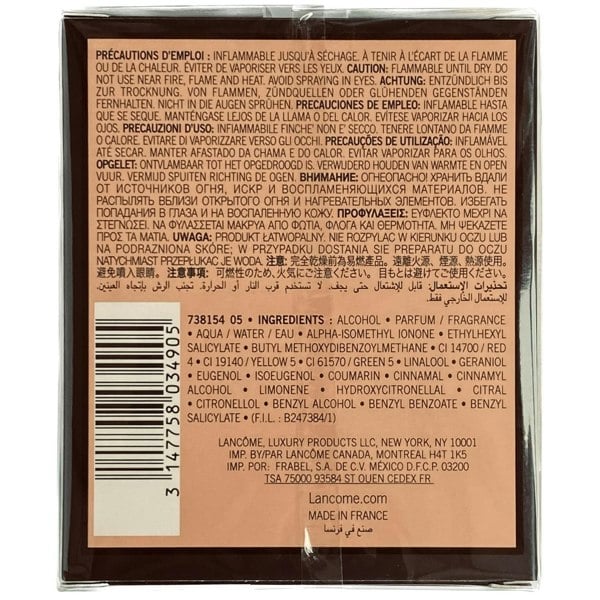 PRÉCAUTIONS D'EMPLOI : INFLAMMABLE JUSQU'À SÉCHAGE. À TENIR À L'ÉCART DE LA FLAMME
OU DE LA CHALEUR. ÉVITER DE VAPORISER VERS LES YEUX. CAUTION: FLAMMABLE UNTIL DRY. DO
NOT USE NEAR FIRE, FLAME AND HEAT. AVOID SPRAYING IN EYES. ACHTUNG: ENTZÜNDLICH BIS
ZUR TROCKNUNG. VON FLAMMEN, ZÜNDQUELLEN ODER GLÜHENDEN GEGENSTÄNDEN
FERNHALTEN. NICHT IN DIE AUGEN SPRÜHEN. PRECAUCIONES DE EMPLEO: INFLAMABLE HASTA
QUE SE SEQUE. MANTÉNGASE LEJOS DE LA LLAMA O DEL CALOR. EVÍTESE VAPORIZAR HACIA LOS
OJOS. PRECAUZIONI D'USO: INFIAMMABILE FINCHE' NON E' SECCO. TENERE LONTANO DA FIAMME
O CALORE. EVITARE DI VAPORIZZARE VERSO GLI OCCHI. PRECAUÇÕES DE UTILIZAÇÃO: INFLAMÁVEL
ATÉ SECAR. MANTER AFASTADO DA CHAMA E DO CALOR. EVITAR VAPORIZAR PARA OS OLHOS.
OPGELET: ONTVLAMBAAR TOT HET OPGEDROOGD IS. VERWIJDERD HOUDEN VAN WARMTE EN OPEN
VUUR. VERMIJD SPUITEN RICHTING DE OGEN. ВНИМАНИЕ: ОГНЕОПАСНО! ХРАНИТЬ ВДАЛИ
ОТ ИСТОЧНИКОВ ОГНЯ, ИСКР И ВОСПЛАМЕНЯЮЩИХСЯ МАТЕРИАЛОВ. НЕ
РАСПЫЛЯТЬ ВБЛИЗИ ОТКРЫТОГО ОГНЯ И НАГРЕВАТЕЛЬНЫХ ЭЛЕМЕНТОВ. ИЗБЕГАТЬ
ПОПАДАНИЯ В ГЛАЗА И НА ВОСПАЛЕННУЮ КОЖУ. ΠΡΟΦΥΛΑΞΕΙΣ: ΕΥΦΛΕΚΤΟ ΜΕΧΡΙ ΝΑ
ΣΤΕΓΝΩΣΕΙ. ΝΑ ΦΥΛΑΣΣΕΤΑΙ ΜΑΚΡΥΑ ΑΠΟ ΦΩΤΙΑ, ΦΛΟΓΑ ΚΑΙ ΘΕΡΜΟΤΗΤΑ. ΜΗ ΨΕΚΑΖΕΤΕ
ΠΡΟΣ ΤΑ ΜΑΤΙΑ. UWAGA: PRODUKT ŁATWOPALNY. NIE ROZPYLAĆ W KIERUNKU OCZU LUB
NA PODRAŻNIONĄ SKÓRĘ; W PRZYPADKU DOSTANIA SIĘ PREPARATU DO OCZU
NATYCHMIAST PRZEPŁUKAĆ JE WODĄ. 注意: 完全乾燥前為易燃產品。遠離火源、煙源、熱源使用。
避免噴入眼睛。注意事項: 可燃性のため、火気にご注意ください。目もとは避けてご使用ください。
تحذيرات الإستعمال: قابل للإشتعال حتى يجف. لا تستخدم قرب النار أو الحرارة. تجنب الرش بإتجاه العينين.
للإستعمال الخارجي فقط.
738154 05 • INGREDIENTS : ALCOHOL • PARFUM / FRAGRANCE
• AQUA / WATER / EAU • ALPHA-ISOMETHYL IONONE • ETHYLHEXYL
SALICYLATE • BUTYL METHOXYDIBENZOYLMETHANE • CI 14700 / RED
4 • CI 19140 / YELLOW 5 • CI 61570 / GREEN 5 • LINALOOL • GERANIOL
• EUGENOL • ISOEUGENOL • COUMARIN • CINNAMAL • CINNAMYL
ALCOHOL • LIMONENE • HYDROXYCITRONELLAL • CITRAL
• CITRONELLOL • BENZYL ALCOHOL • BENZYL BENZOATE • BENZYL
SALICYLATE • (F.I.L. : B247384/1)
3 147758 034905
LANCÔME, LUXURY PRODUCTS LLC, NEW YORK, NY 10001
IMP. BY/PAR LANCÔME CANADA, MONTREAL H4T 1K5
IMP. POR: FRABEL, S.A. DE C.V. MÉXICO D.F.C.P. 03200
TSA 75000 93584 ST OUEN CEDEX FR
Lancome.com
MADE IN FRANCE
صنع في فرنسا